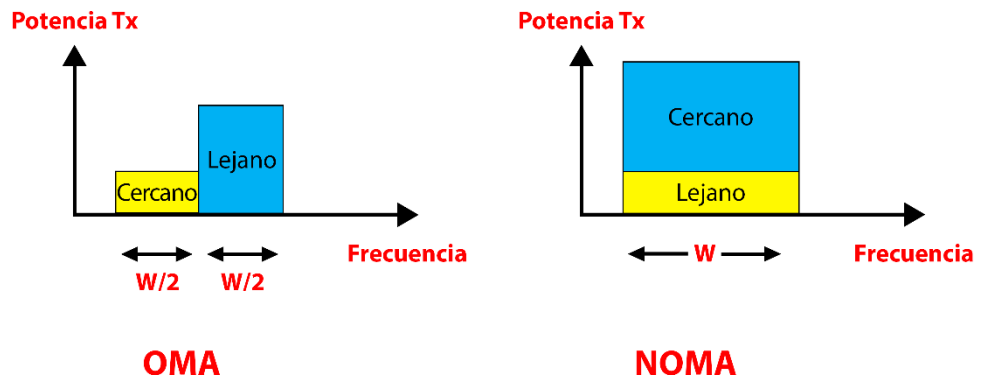 Potencia Tx
Lejano
Cercano
Frecuencia
W/2 W/2
OMA
Potencia Tx
Cercano
Lejano
W
Frecuencia
NOMA